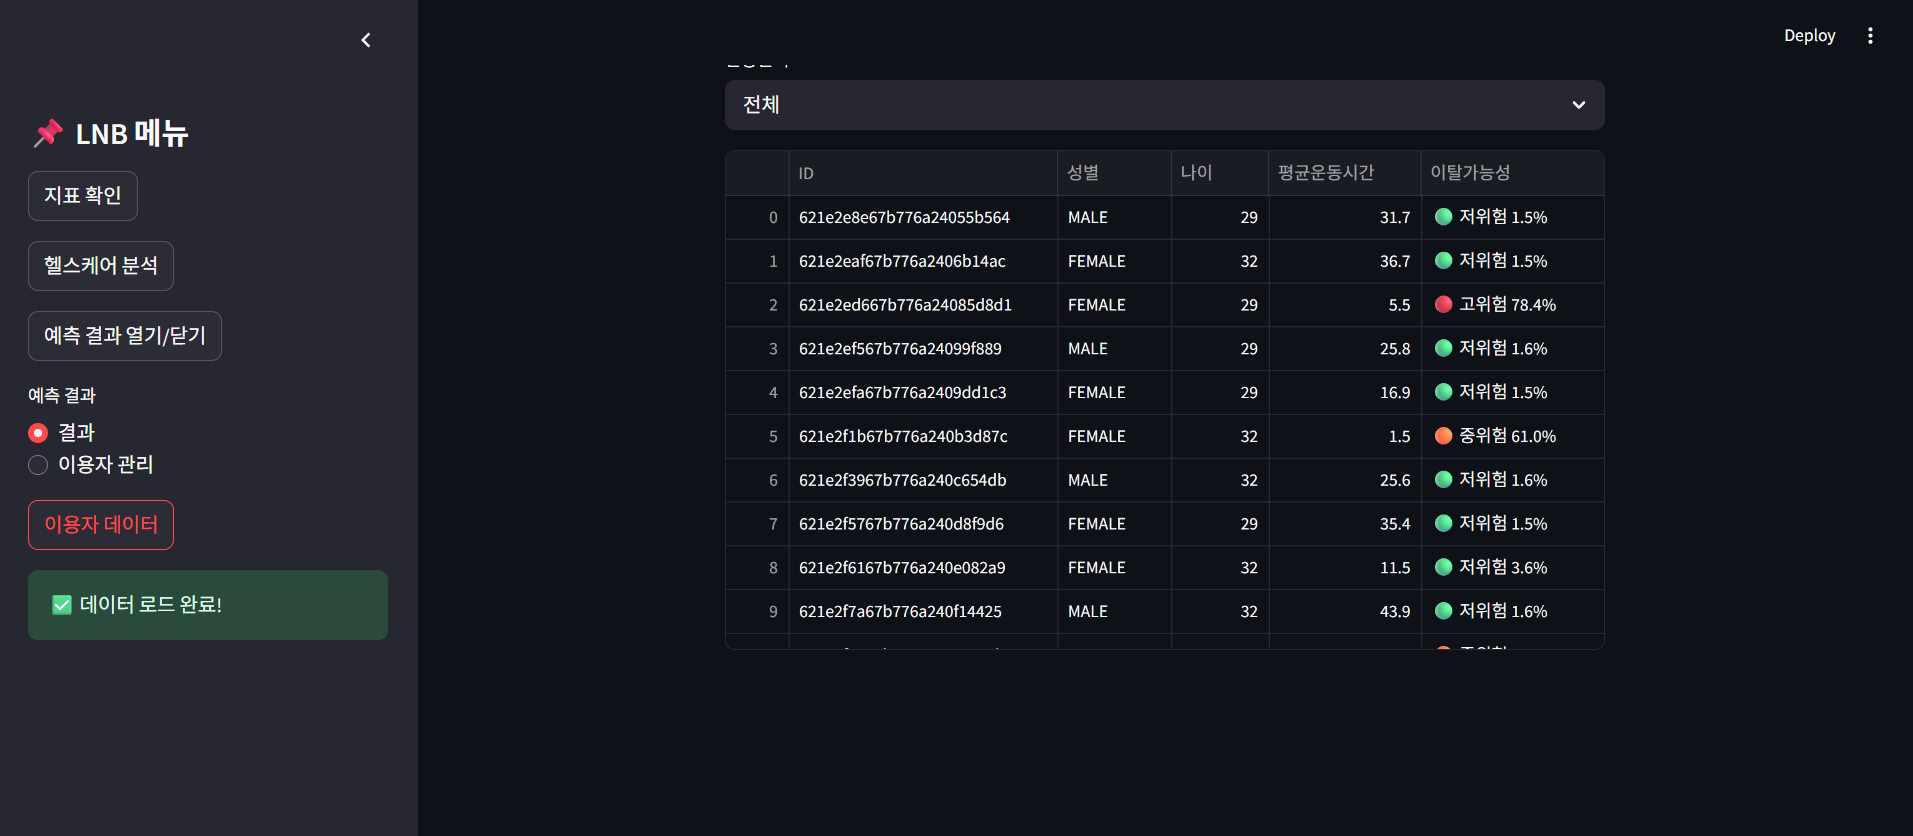 Deploy
📌 LNB 메뉴
지표 확인
헬스케어 분석
예측 결과 열기/닫기
예측 결과
결과
이용자 관리
이용자 데이터
✅ 데이터 로드 완료!
전체
ID 성별 나이 평균운동시간 이탈가능성
0 621e2e8e67b776a24055b564 MALE 29 31.7 🟢 저위험 1.5%
1 621e2eaf67b776a2406b14ac FEMALE 32 36.7 🟢 저위험 1.5%
2 621e2ed667b776a24085d8d1 FEMALE 29 5.5 🔴 고위험 78.4%
3 621e2ef567b776a24099f889 MALE 29 25.8 🟢 저위험 1.6%
4 621e2efa67b776a2409dd1c3 FEMALE 29 16.9 🟢 저위험 1.5%
5 621e2f1b67b776a240b3d87c FEMALE 32 1.5 🟠 중위험 61.0%
6 621e2f3967b776a240c654db MALE 32 25.6 🟢 저위험 1.6%
7 621e2f5767b776a240d8f9d6 FEMALE 29 35.4 🟢 저위험 1.5%
8 621e2f6167b776a240e082a9 FEMALE 32 11.5 🟢 저위험 3.6%
9 621e2f7a67b776a240f14425 MALE 32 43.9 🟢 저위험 1.6%